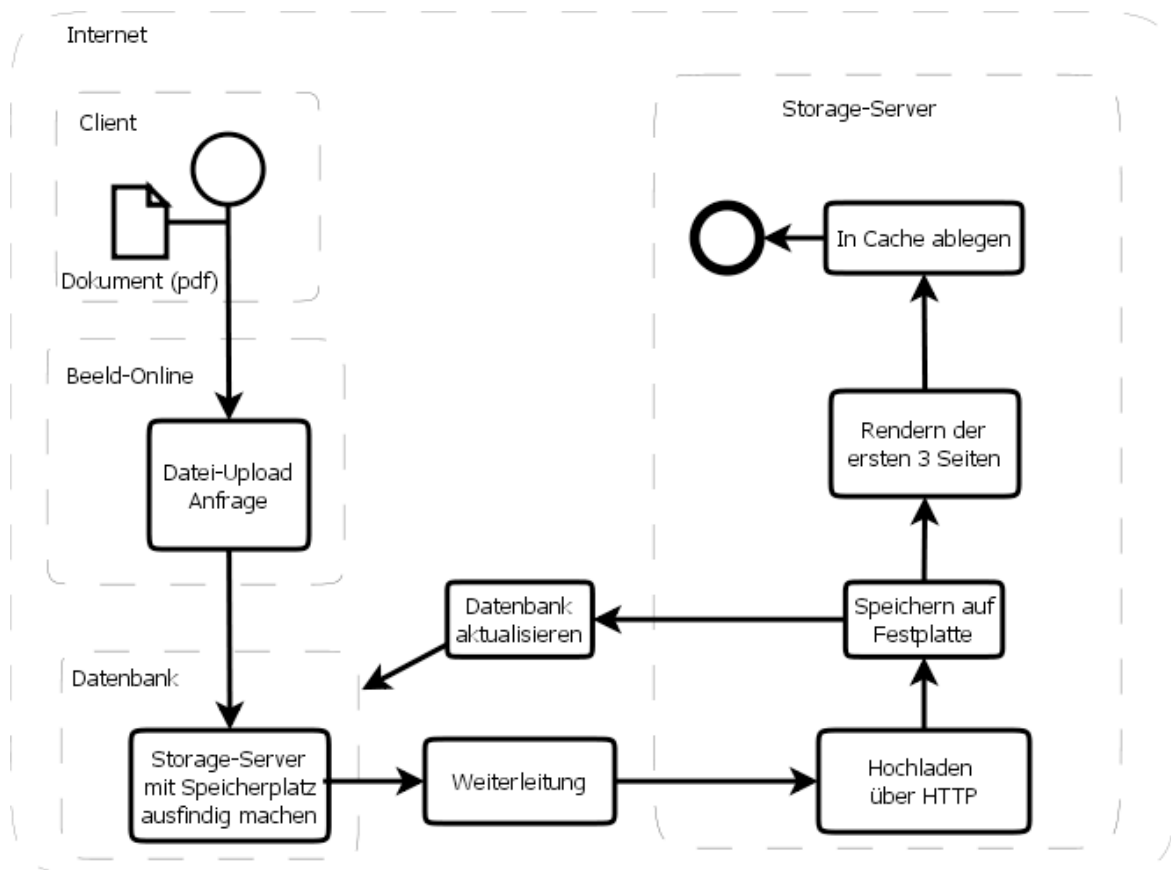 Internet
Client
Dokument (pdf)
Beeld-Online
Datei-Upload
Anfrage
Datenbank
Storage-Server
mit Speicherplatz
ausfindig machen
Weiterleitung
Datenbank
aktualisieren
Storage-Server
In Cache ablegen
Rendern der
ersten 3 Seiten
Speichern auf
Festplatte
Hochladen
über HTTP